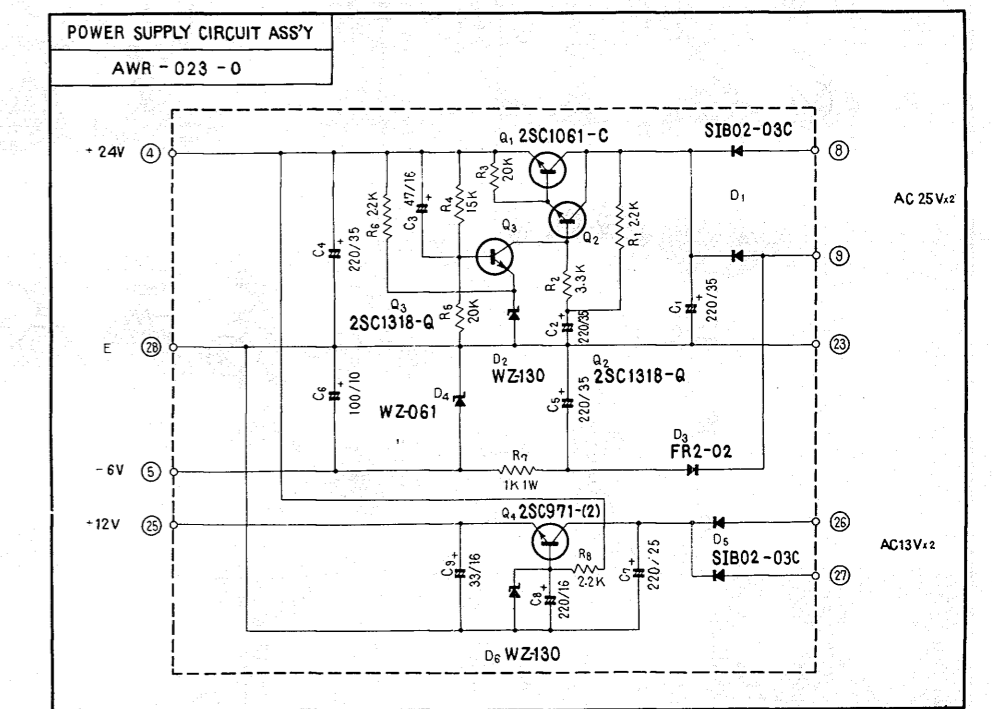 POWER SUPPLY CIRCUIT ASS'Y
AWR-023-0
Q1 2SC1061-C
SIB02-03C
+24V
4
8
R3
20K
D1
AC 25V×2
C3 47/16 +
R4
15K
R6 22K
Q3
Q2
R1 2.2K
9
C4 +
220/35
R2
3.3K
C1 +
220/35
Q3
2SC1318-Q
R5
20K
C2 +
220/35
E
28
23
D2
WZ-130
Q2
2SC1318-Q
C6 +
100/10
D4
WZ-061
C5 +
220/35
D3
FR2-02
R7
1K 1W
-6V
5
Q4 2SC971-(2)
+12V
25
26
D5
SIB02-03C
AC13V×2
27
C9 +
33/16
R8
2.2K
C7 +
220/25
C8 +
220/16
D6 WZ-130